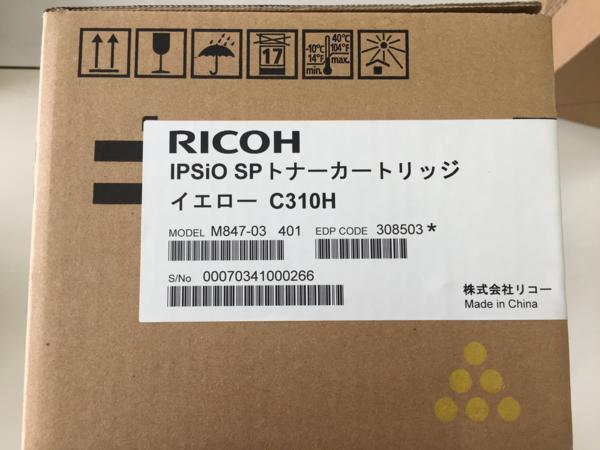 17
-10°C
14°F
min.
40°C
104°F
max.
RICOH
IPSiO SPトナーカートリッジ
イエロー C310H
MODEL M847-03 401 EDP CODE 308503*
S/No 00070341000266
株式会社リコー
Made in China